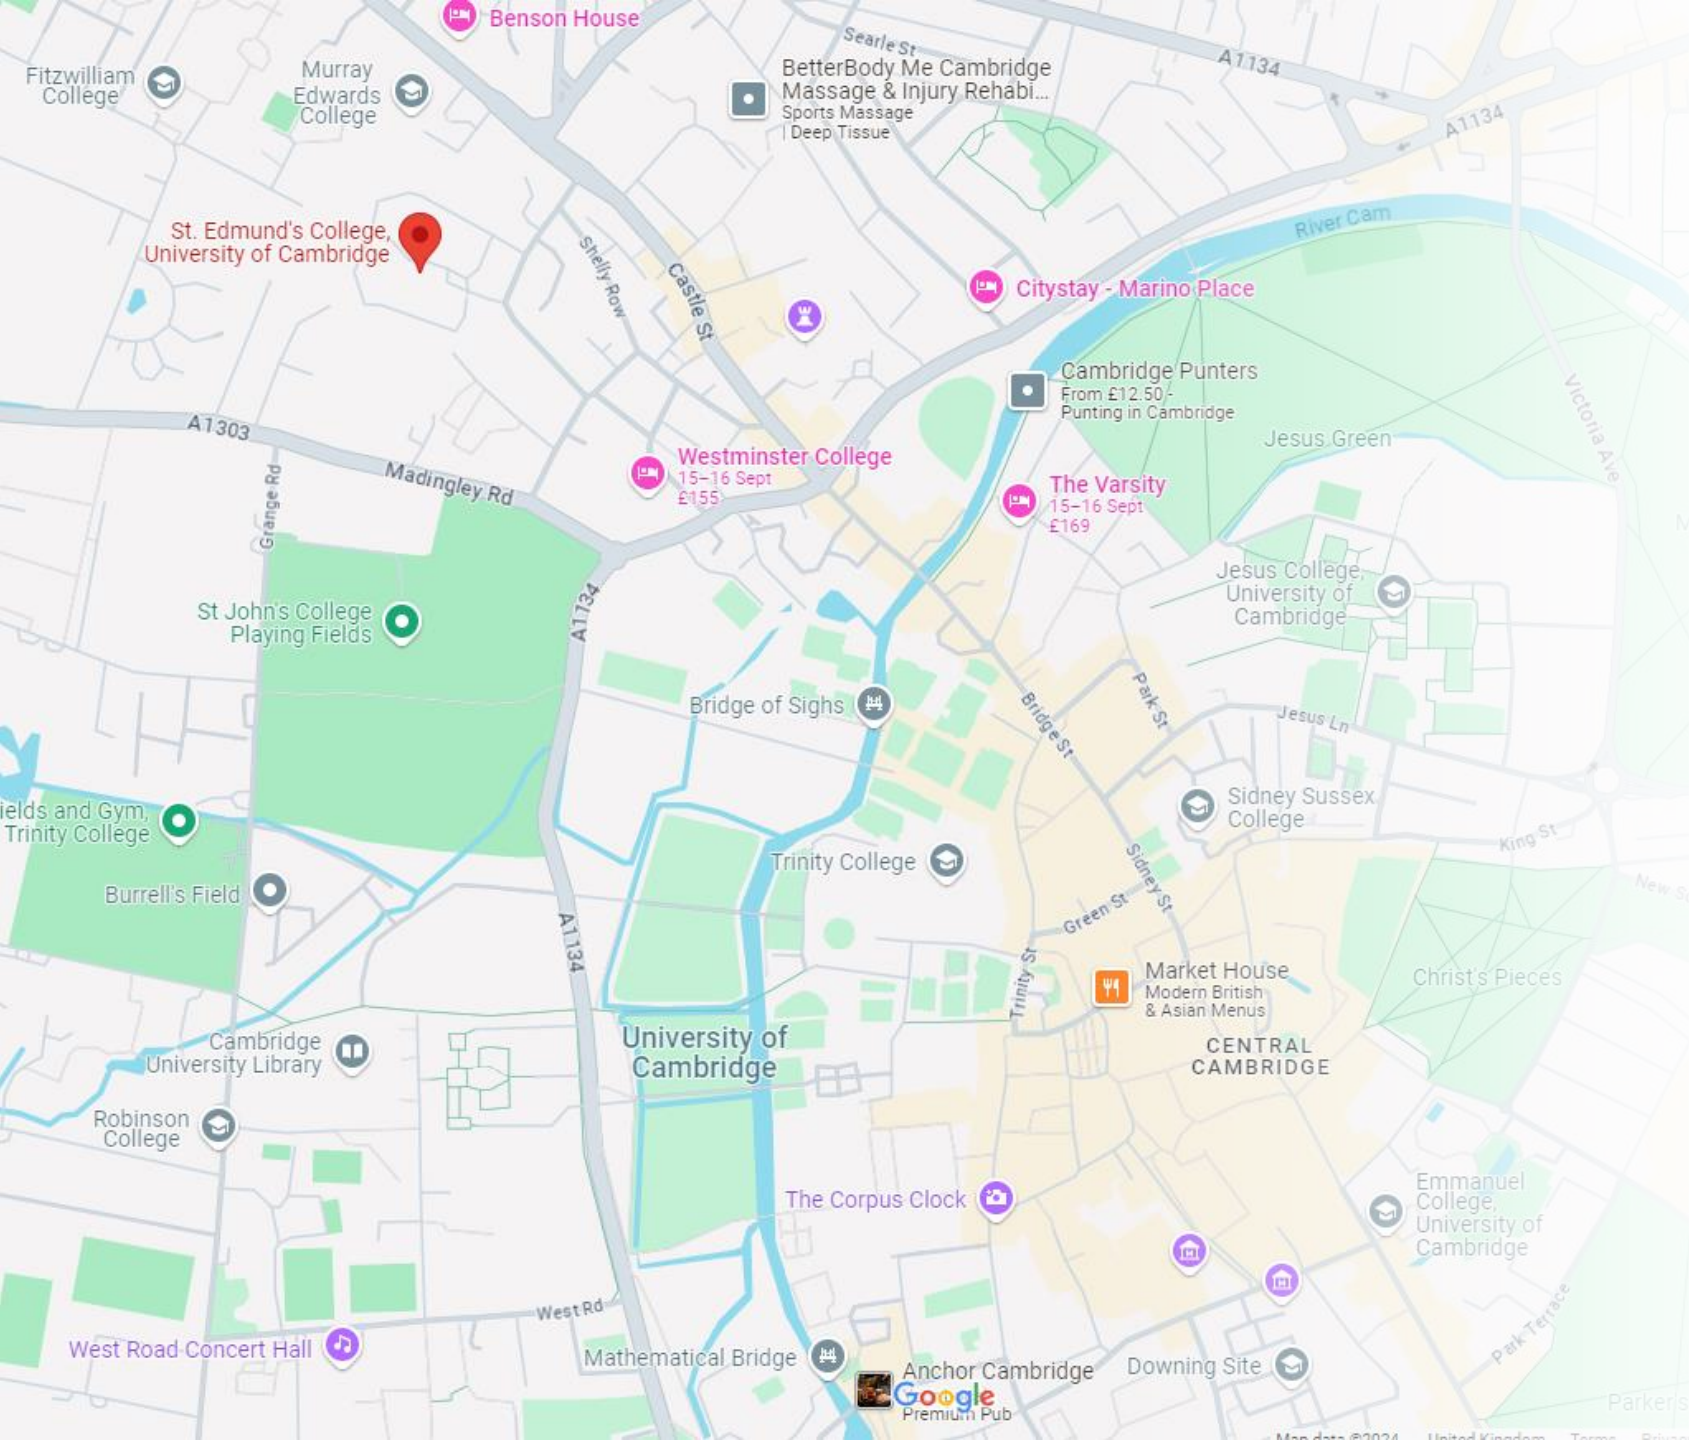 Benson House
Fitzwilliam
College
Murray
Edwards
College
Searle St
BetterBody Me Cambridge
Massage & Injury Rehabi...
Sports Massage
| Deep Tissue
A1134
A1134
St. Edmund's College,
University of Cambridge
Shelly Row
Castle St
River Cam
Citystay - Marino Place
Cambridge Punters
From £12.50 -
Punting in Cambridge
Victoria Ave
A1303
Madingley Rd
Grange Rd
Westminster College
15–16 Sept
£155
The Varsity
15–16 Sept
£169
Jesus Green
St John's College
Playing Fields
A1134
Jesus College,
University of
Cambridge
Bridge of Sighs
Bridge St
Park St
Jesus Ln
ields and Gym,
Trinity College
Sidney Sussex
College
King St
Trinity College
Sidney St
Burrell's Field
Green St
A1134
Trinity St
Market House
Modern British
& Asian Menus
Christ's Pieces
University of
Cambridge
Cambridge
University Library
CENTRAL
CAMBRIDGE
Robinson
College
The Corpus Clock
Emmanuel
College,
University of
Cambridge
West Rd
West Road Concert Hall
Park Terrace
Mathematical Bridge
Anchor Cambridge
Google
Premium Pub
Downing Site
Parker's
Map data ©2024 United Kingdom Terms